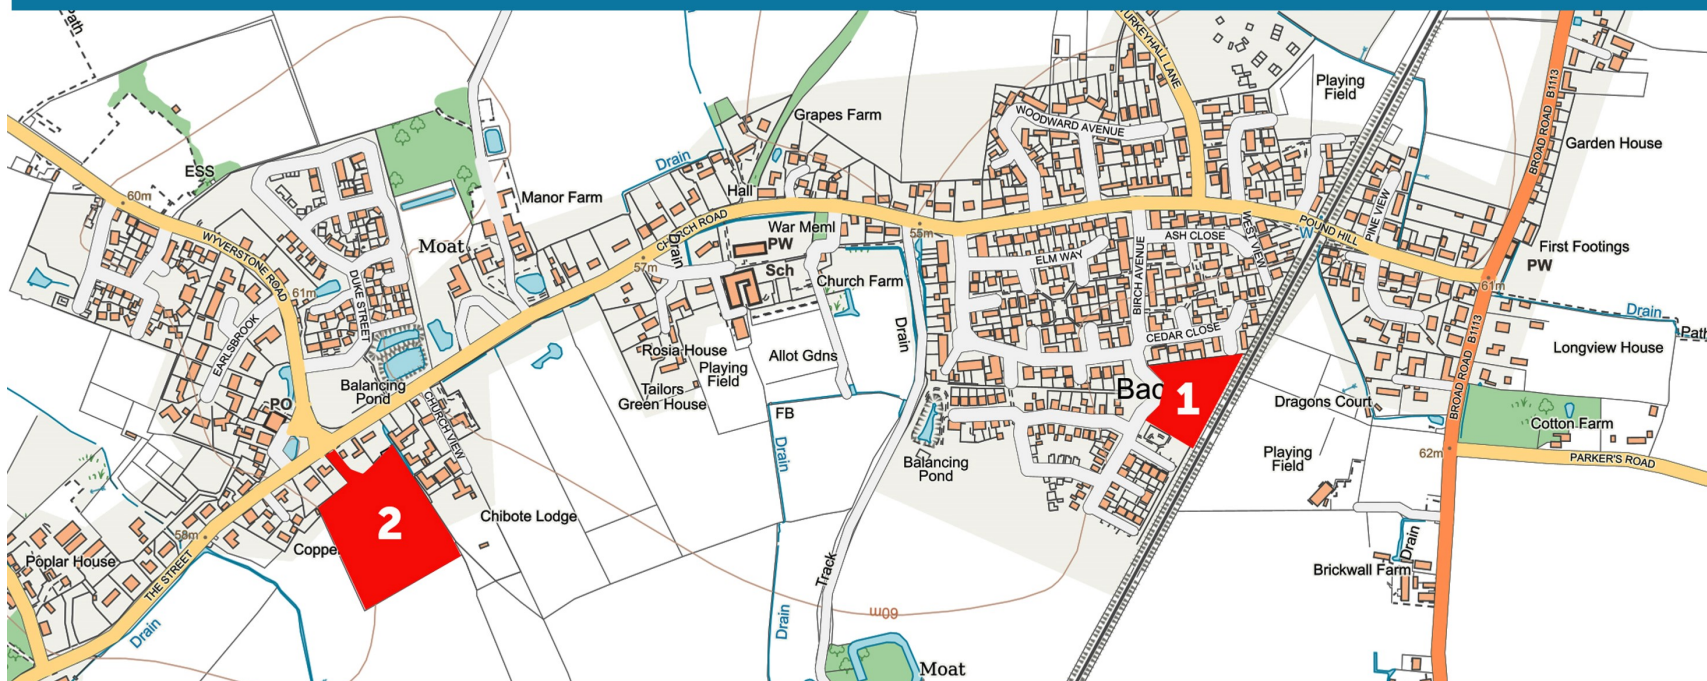 Path
TURKEYHALL LANE
Playing
Field
BROAD ROAD B1113
Grapes Farm
WOODWARD AVENUE
Garden House
Drain
ESS
60m
Manor Farm
Hall
CHURCH ROAD
War Meml
PW
55m
WEST VIEW
POUND HILL
PINE VIEW
W
ASH CLOSE
First Footings
PW
WYVERSTONE ROAD
Moat
Drain
57m
Sch
ELM WAY
BIRCH AVENUE
61m
DUKE STREET
61m
Church Farm
Drain
Drain
Path
EARLSBROOK
CEDAR CLOSE
BROAD ROAD B1113
Longview House
Rosia House
Playing
Field
Allot Gdns
Balancing
Pond
Tailors
Green House
Bac
1
Dragons Court
PO
CHURCH VIEW
FB
Cotton Farm
Drain
Balancing
Pond
Playing
Field
62m
PARKER'S ROAD
2
Chibote Lodge
58m
Coppe
Poplar House
THE STREET
Track
Brickwall Farm
Drain
60m
Drain
Drain
Moat